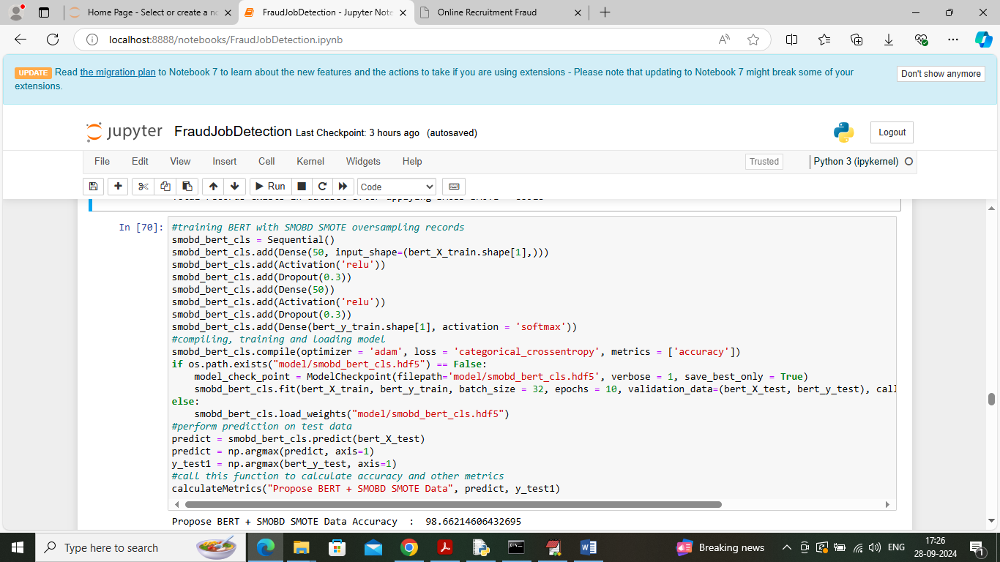 Home Page - Select or create a no
FraudJobDetection - Jupyter Note
Online Recruitment Fraud
localhost:8888/notebooks/FraudJobDetection.ipynb
UPDATE Read the migration plan to Notebook 7 to learn about the new features and the actions to take if you are using extensions - Please note that updating to Notebook 7 might break some of your
extensions.
Don't show anymore
jupyter FraudJobDetection Last Checkpoint: 3 hours ago (autosaved)
Logout
File Edit View Insert Cell Kernel Widgets Help
Trusted
Python 3 (ipykernel)
Run
Code
In [70]:
#training BERT with SMOBD SMOTE oversampling records
smobd_bert_cls = Sequential()
smobd_bert_cls.add(Dense(50, input_shape=(bert_X_train.shape[1],)))
smobd_bert_cls.add(Activation('relu'))
smobd_bert_cls.add(Dropout(0.3))
smobd_bert_cls.add(Dense(50))
smobd_bert_cls.add(Activation('relu'))
smobd_bert_cls.add(Dropout(0.3))
smobd_bert_cls.add(Dense(bert_y_train.shape[1], activation = 'softmax'))
#compiling, training and loading model
smobd_bert_cls.compile(optimizer = 'adam', loss = 'categorical_crossentropy', metrics = ['accuracy'])
if os.path.exists("model/smobd_bert_cls.hdf5") == False:
    model_check_point = ModelCheckpoint(filepath='model/smobd_bert_cls.hdf5', verbose = 1, save_best_only = True)
    smobd_bert_cls.fit(bert_X_train, bert_y_train, batch_size = 32, epochs = 10, validation_data=(bert_X_test, bert_y_test), call
else:
    smobd_bert_cls.load_weights("model/smobd_bert_cls.hdf5")
#perform prediction on test data
predict = smobd_bert_cls.predict(bert_X_test)
predict = np.argmax(predict, axis=1)
y_test1 = np.argmax(bert_y_test, axis=1)
#call this function to calculate accuracy and other metrics
calculateMetrics("Propose BERT + SMOBD SMOTE Data", predict, y_test1)
Propose BERT + SMOBD SMOTE Data Accuracy  :  98.66214606432695
Type here to search
Breaking news
ENG
17:26
28-09-2024
1